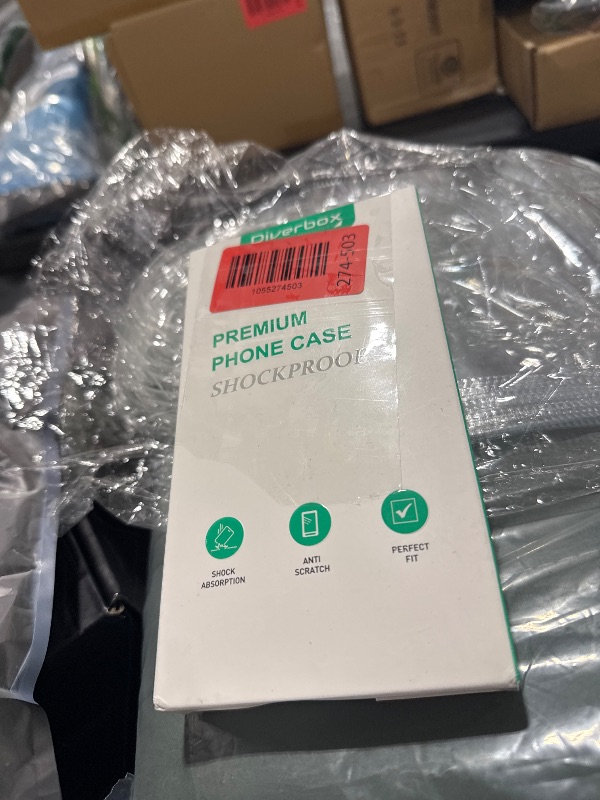 Diverbox
1055274503
274-503
PREMIUM
PHONE CASE
SHOCKPROOF
SHOCK
ABSORPTION
ANTI
SCRATCH
PERFECT
FIT